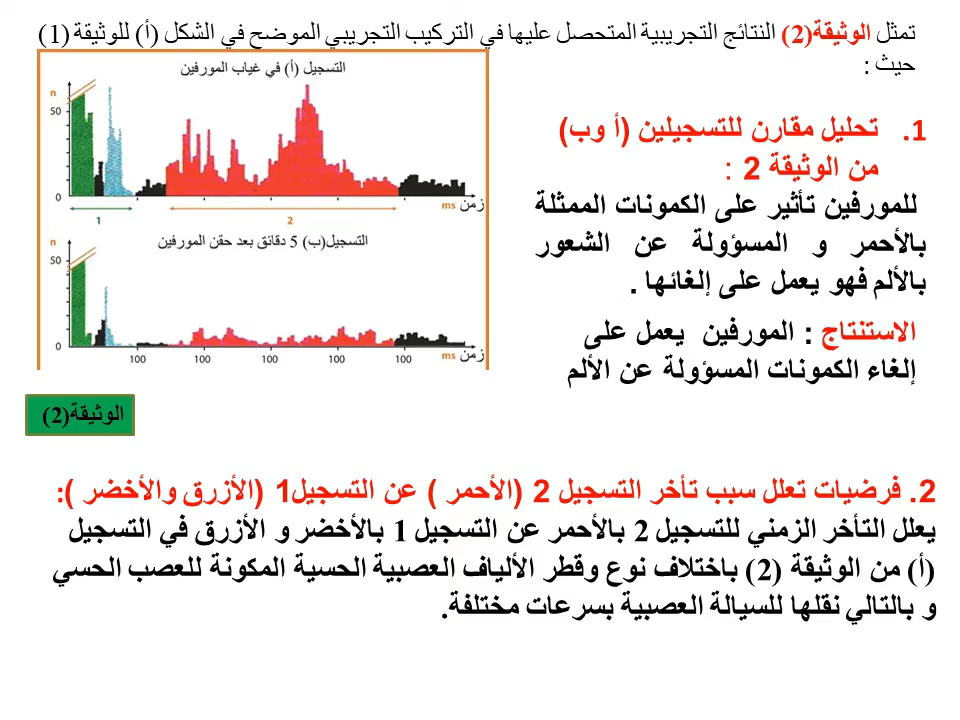 تمثل الوثيقة(2) النتائج التجريبية المتحصل عليها في التركيب التجريبي الموضح في الشكل (أ) للوثيقة (1)
حيث :
التسجيل (أ) في غياب المورفين
n
50
0
زمن ms
1
2
التسجيل(ب) 5 دقائق بعد حقن المورفين
n
50
0
100 100 100 100 100
زمن ms
الوثيقة(2)
1. تحليل مقارن للتسجيلين (أ وب)
من الوثيقة 2 :
للمورفين تأثير على الكمونات الممثلة
بالأحمر و المسؤولة عن الشعور
بالألم فهو يعمل على إلغائها .
الاستنتاج : المورفين يعمل على
إلغاء الكمونات المسؤولة عن الألم
2. فرضيات تعلل سبب تأخر التسجيل 2 (الأحمر ) عن التسجيل1 (الأزرق والأخضر ):
يعلل التأخر الزمني للتسجيل 2 بالأحمر عن التسجيل 1 بالأخضر و الأزرق في التسجيل
(أ) من الوثيقة (2) باختلاف نوع وقطر الألياف العصبية الحسية المكونة للعصب الحسي
و بالتالي نقلها للسيالة العصبية بسرعات مختلفة.